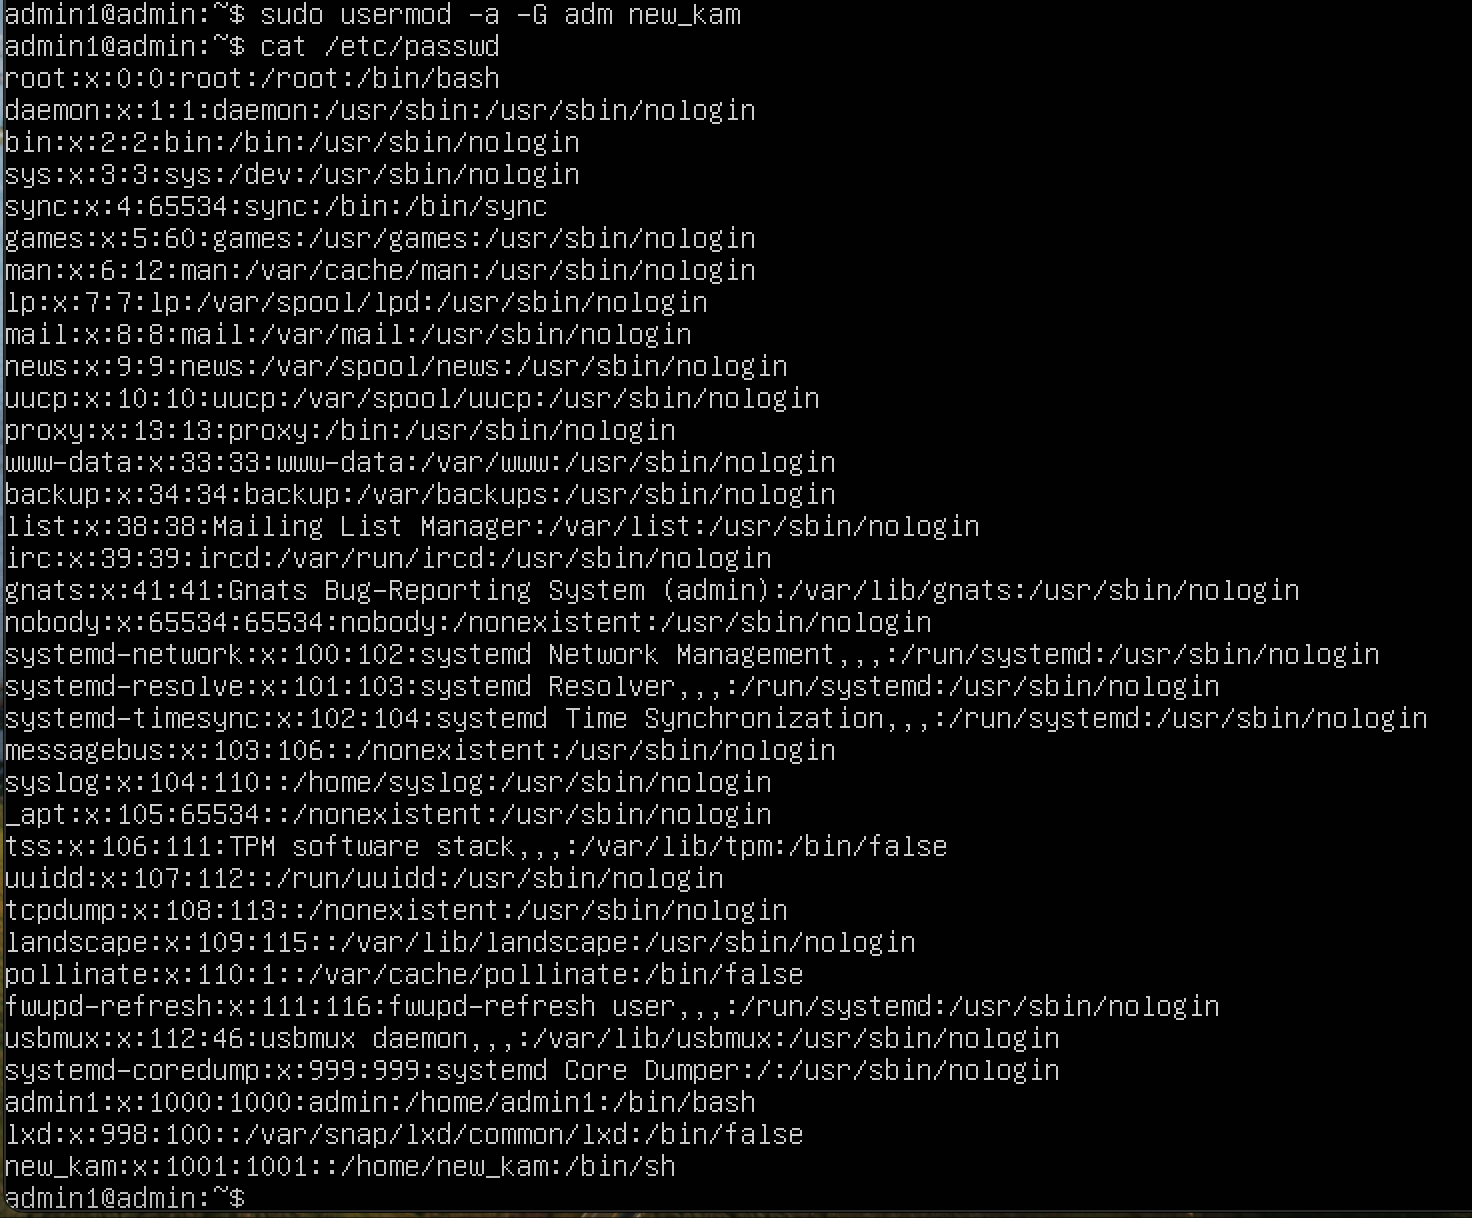 admin1@admin:~$ sudo usermod -a -G adm new_kam
admin1@admin:~$ cat /etc/passwd
root:x:0:0:root:/root:/bin/bash
daemon:x:1:1:daemon:/usr/sbin:/usr/sbin/nologin
bin:x:2:2:bin:/bin:/usr/sbin/nologin
sys:x:3:3:sys:/dev:/usr/sbin/nologin
sync:x:4:65534:sync:/bin:/bin/sync
games:x:5:60:games:/usr/games:/usr/sbin/nologin
man:x:6:12:man:/var/cache/man:/usr/sbin/nologin
lp:x:7:7:lp:/var/spool/lpd:/usr/sbin/nologin
mail:x:8:8:mail:/var/mail:/usr/sbin/nologin
news:x:9:9:news:/var/spool/news:/usr/sbin/nologin
uucp:x:10:10:uucp:/var/spool/uucp:/usr/sbin/nologin
proxy:x:13:13:proxy:/bin:/usr/sbin/nologin
www-data:x:33:33:www-data:/var/www:/usr/sbin/nologin
backup:x:34:34:backup:/var/backups:/usr/sbin/nologin
list:x:38:38:Mailing List Manager:/var/list:/usr/sbin/nologin
irc:x:39:39:ircd:/var/run/ircd:/usr/sbin/nologin
gnats:x:41:41:Gnats Bug-Reporting System (admin):/var/lib/gnats:/usr/sbin/nologin
nobody:x:65534:65534:nobody:/nonexistent:/usr/sbin/nologin
systemd-network:x:100:102:systemd Network Management,,,:/run/systemd:/usr/sbin/nologin
systemd-resolve:x:101:103:systemd Resolver,,,:/run/systemd:/usr/sbin/nologin
systemd-timesync:x:102:104:systemd Time Synchronization,,,:/run/systemd:/usr/sbin/nologin
messagebus:x:103:106::/nonexistent:/usr/sbin/nologin
syslog:x:104:110::/home/syslog:/usr/sbin/nologin
_apt:x:105:65534::/nonexistent:/usr/sbin/nologin
tss:x:106:111:TPM software stack,,,:/var/lib/tpm:/bin/false
uuidd:x:107:112::/run/uuidd:/usr/sbin/nologin
tcpdump:x:108:113::/nonexistent:/usr/sbin/nologin
landscape:x:109:115::/var/lib/landscape:/usr/sbin/nologin
pollinate:x:110:1::/var/cache/pollinate:/bin/false
fwupd-refresh:x:111:116:fwupd-refresh user,,,:/run/systemd:/usr/sbin/nologin
usbmux:x:112:46:usbmux daemon,,,:/var/lib/usbmux:/usr/sbin/nologin
systemd-coredump:x:999:999:systemd Core Dumper:/:/usr/sbin/nologin
admin1:x:1000:1000:admin:/home/admin1:/bin/bash
lxd:x:998:100::/var/snap/lxd/common/lxd:/bin/false
new_kam:x:1001:1001::/home/new_kam:/bin/sh
admin1@admin:~$